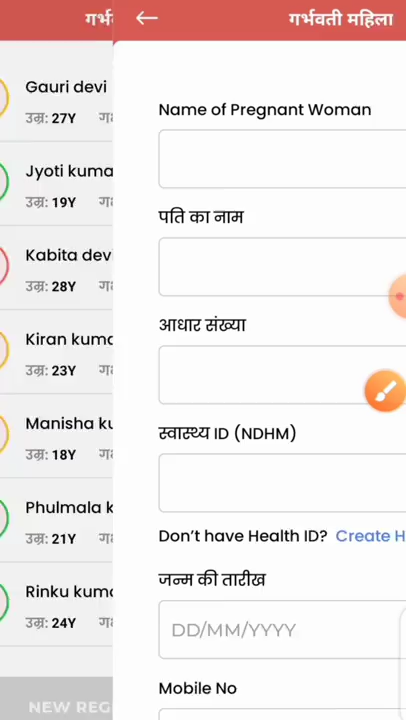 गर्भ
गर्भवती महिला
Gauri devi
उम्र: 27Y
Jyoti kuma
उम्र: 19Y
Kabita devi
उम्र: 28Y
Kiran kuma
उम्र: 23Y
Manisha ku
उम्र: 18Y
Phulmala k
उम्र: 21Y
Rinku kuma
उम्र: 24Y
NEW REG
Name of Pregnant Woman
पति का नाम
आधार संख्या
स्वास्थ्य ID (NDHM)
Don’t have Health ID? Create H
जन्म की तारीख
DD/MM/YYYY
Mobile No